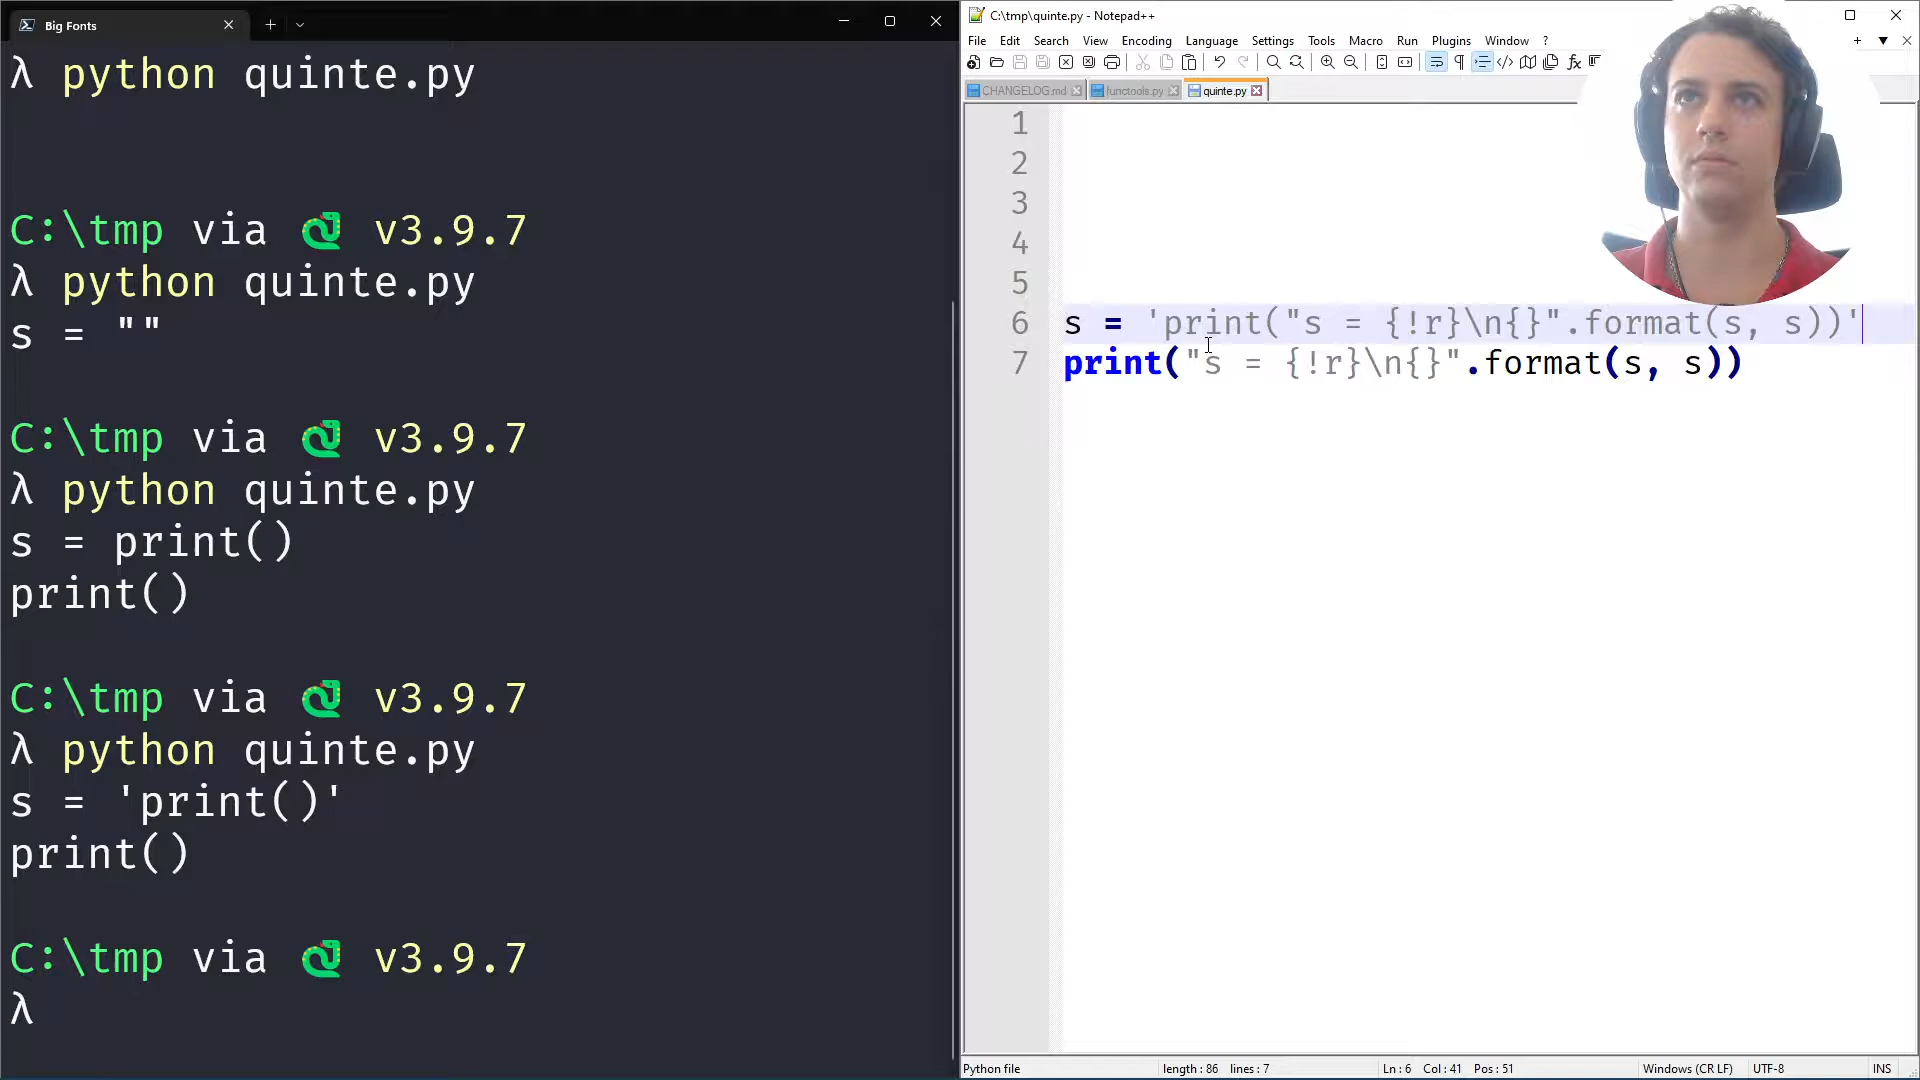 Big Fonts
λ python quinte.py
C:\tmp via v3.9.7
λ python quinte.py
s = ""
C:\tmp via v3.9.7
λ python quinte.py
s = print()
print()
C:\tmp via v3.9.7
λ python quinte.py
s = 'print()'
print()
C:\tmp via v3.9.7
λ
C:\tmp\quinte.py - Notepad++
File Edit Search View Encoding Language Settings Tools Macro Run Plugins Window ?
CHANGELOG.md functools.py quinte.py
1
2
3
4
5
6 s = 'print("s = {!r}\n{}".format(s, s))'
7 print("s = {!r}\n{}".format(s, s))
Python file length : 86 lines : 7 Ln : 6 Col : 41 Pos : 51 Windows (CR LF) UTF-8 INS